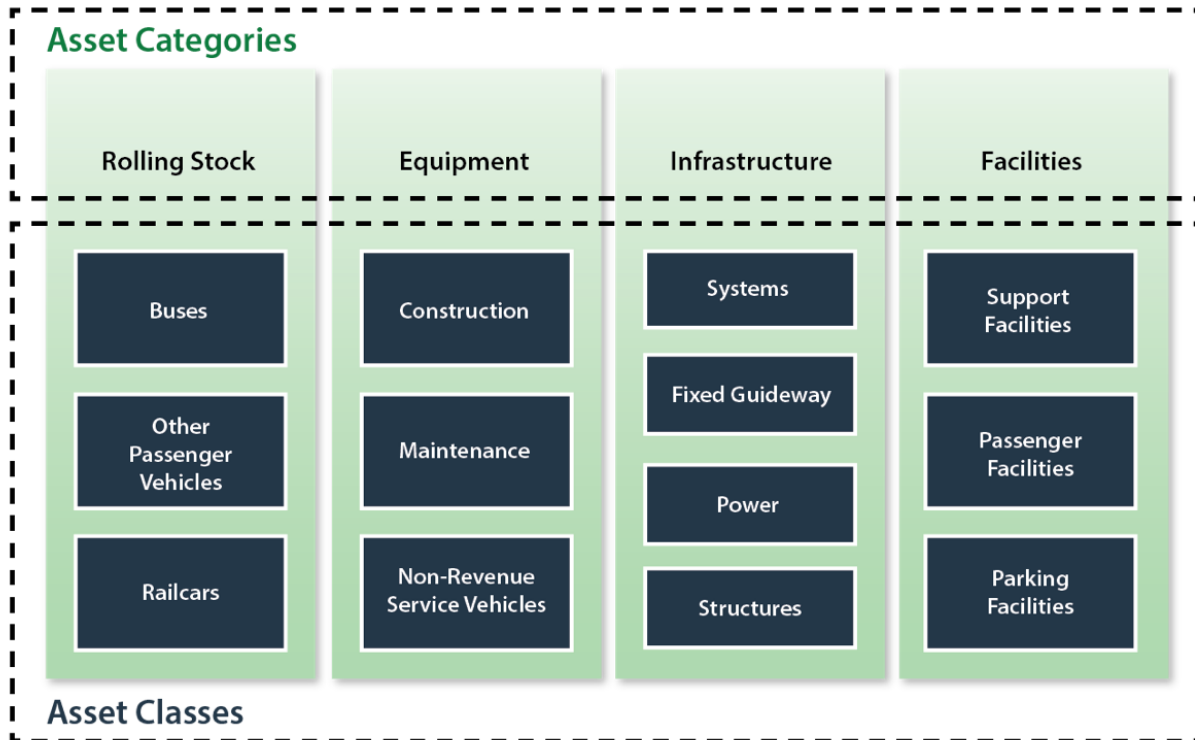 Asset Categories
Rolling Stock
Equipment
Infrastructure
Facilities
Buses
Other
Passenger
Vehicles
Railcars
Construction
Maintenance
Non-Revenue
Service Vehicles
Systems
Fixed Guideway
Power
Structures
Support
Facilities
Passenger
Facilities
Parking
Facilities
Asset Classes